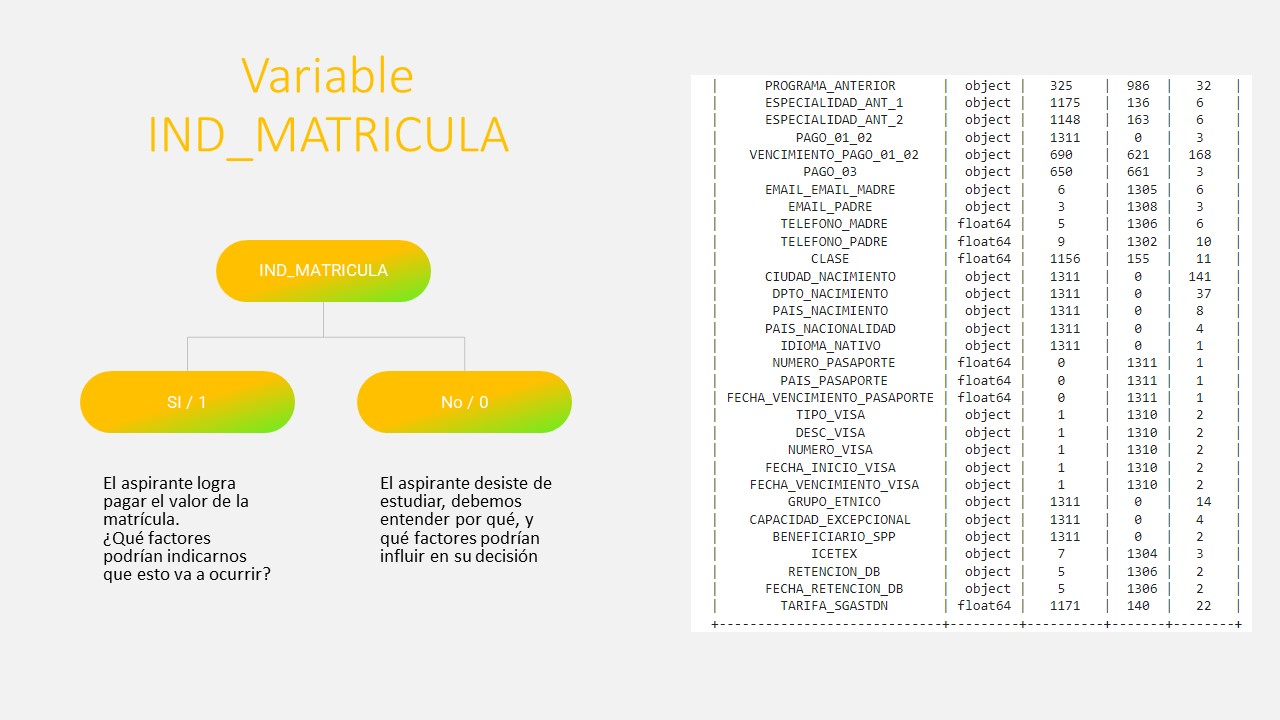 Variable
IND_MATRICULA
IND_MATRICULA
SI / 1
No / 0
El aspirante logra
pagar el valor de la
matrícula.
¿Qué factores
podrían indicarnos
que esto va a ocurrir?
El aspirante desiste de
estudiar, debemos
entender por qué, y
qué factores podrían
influir en su decisión
| PROGRAMA_ANTERIOR | object | 325 | 986 | 32 |
| ESPECIALIDAD_ANT_1 | object | 1175 | 136 | 6 |
| ESPECIALIDAD_ANT_2 | object | 1148 | 163 | 6 |
| PAGO_01_02 | object | 1311 | 0 | 3 |
| VENCIMIENTO_PAGO_01_02 | object | 690 | 621 | 168 |
| PAGO_03 | object | 650 | 661 | 3 |
| EMAIL_EMAIL_MADRE | object | 6 | 1305 | 6 |
| EMAIL_PADRE | object | 3 | 1308 | 3 |
| TELEFONO_MADRE | float64 | 5 | 1306 | 6 |
| TELEFONO_PADRE | float64 | 9 | 1302 | 10 |
| CLASE | float64 | 1156 | 155 | 11 |
| CIUDAD_NACIMIENTO | object | 1311 | 0 | 141 |
| DPTO_NACIMIENTO | object | 1311 | 0 | 37 |
| PAIS_NACIMIENTO | object | 1311 | 0 | 8 |
| PAIS_NACIONALIDAD | object | 1311 | 0 | 4 |
| IDIOMA_NATIVO | object | 1311 | 0 | 1 |
| NUMERO_PASAPORTE | float64 | 0 | 1311 | 1 |
| PAIS_PASAPORTE | float64 | 0 | 1311 | 1 |
| FECHA_VENCIMIENTO_PASAPORTE | float64 | 0 | 1311 | 1 |
| TIPO_VISA | object | 1 | 1310 | 2 |
| DESC_VISA | object | 1 | 1310 | 2 |
| NUMERO_VISA | object | 1 | 1310 | 2 |
| FECHA_INICIO_VISA | object | 1 | 1310 | 2 |
| FECHA_VENCIMIENTO_VISA | object | 1 | 1310 | 2 |
| GRUPO_ETNICO | object | 1311 | 0 | 14 |
| CAPACIDAD_EXCEPCIONAL | object | 1311 | 0 | 4 |
| BENEFICIARIO_SPP | object | 1311 | 0 | 2 |
| ICETEX | object | 7 | 1304 | 3 |
| RETENCION_DB | object | 5 | 1306 | 2 |
| FECHA_RETENCION_DB | object | 5 | 1306 | 2 |
| TARIFA_SGASTDN | float64 | 1171 | 140 | 22 |
+-----------------------------+---------+----------+-------+--------+